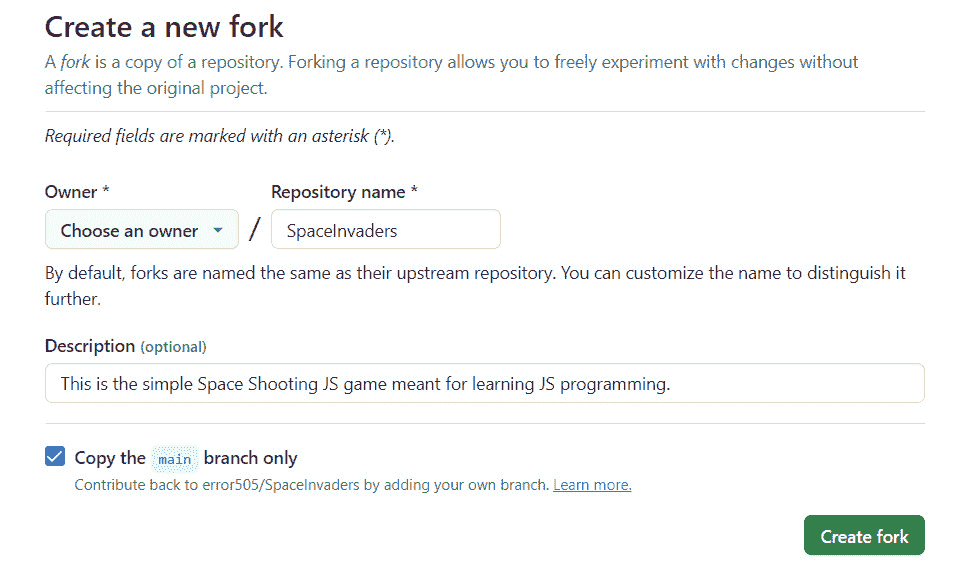 Create a new fork
A fork is a copy of a repository. Forking a repository allows you to freely experiment with changes without
affecting the original project.
Required fields are marked with an asterisk (*).
Owner * Repository name *
Choose an owner / SpaceInvaders
By default, forks are named the same as their upstream repository. You can customize the name to distinguish it
further.
Description (optional)
This is the simple Space Shooting JS game meant for learning JS programming.
Copy the main branch only
Contribute back to error505/SpaceInvaders by adding your own branch. Learn more.
Create fork